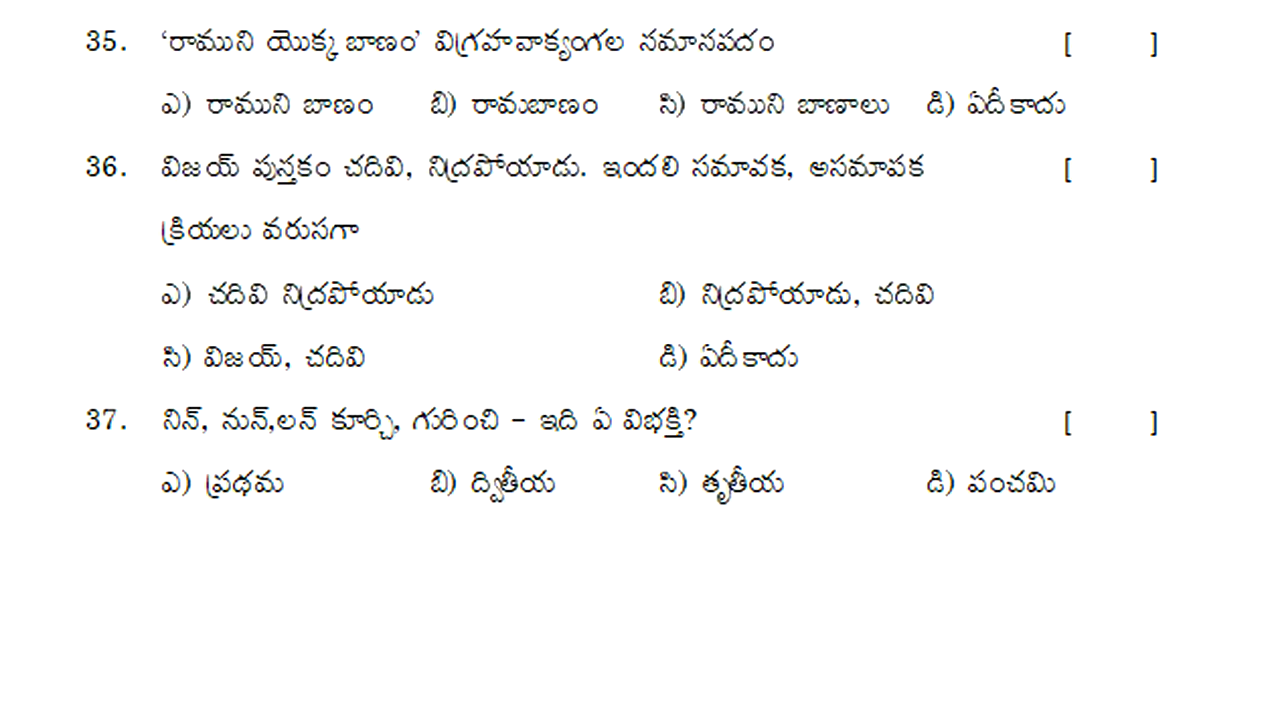 35. ‘రాముని యొక్క బాణం’ విగ్రహవాక్యంగల సమాసపదం [ ]
ఎ) రాముని బాణం బి) రామబాణం సి) రాముని బాణాలు డి) ఏదీకాదు
36. విజయ్ పుస్తకం చదివి, నిద్రపోయాడు. ఇందలి సమావక, అసమాపక [ ]
క్రియలు వరుసగా
ఎ) చదివి నిద్రపోయాడు బి) నిద్రపోయాడు, చదివి
సి) విజయ్, చదివి డి) ఏదీకాదు
37. నిన్, నున్,లన్ కూర్చి, గురించి – ఇది ఏ విభక్తి? [ ]
ఎ) ప్రథమ బి) ద్వితీయ సి) తృతీయ డి) పంచమి